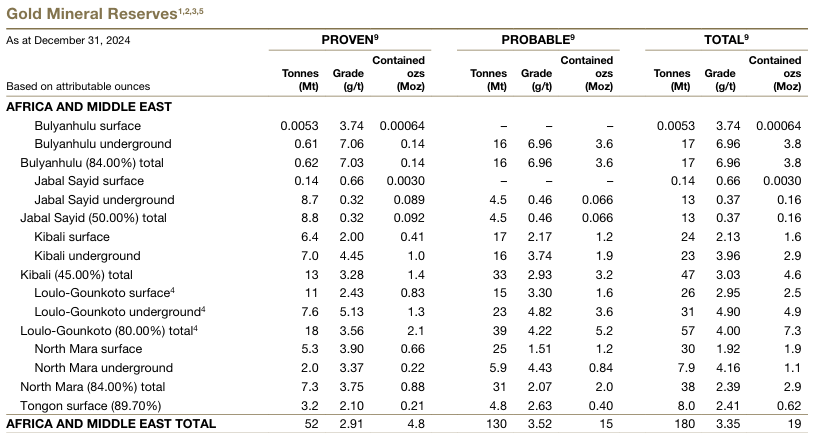 Gold Mineral Reserves1,2,3,5
As at December 31, 2024 PROVEN9 PROBABLE9 TOTAL9
Based on attributable ounces Tonnes (Mt) Grade (g/t) Contained ozs (Moz) Tonnes (Mt) Grade (g/t) Contained ozs (Moz) Tonnes (Mt) Grade (g/t) Contained ozs (Moz)
AFRICA AND MIDDLE EAST
Bulyanhulu surface 0.0053 3.74 0.00064 – – – 0.0053 3.74 0.00064
Bulyanhulu underground 0.61 7.06 0.14 16 6.96 3.6 17 6.96 3.8
Bulyanhulu (84.00%) total 0.62 7.03 0.14 16 6.96 3.6 17 6.96 3.8
Jabal Sayid surface 0.14 0.66 0.0030 – – – 0.14 0.66 0.0030
Jabal Sayid underground 8.7 0.32 0.089 4.5 0.46 0.066 13 0.37 0.16
Jabal Sayid (50.00%) total 8.8 0.32 0.092 4.5 0.46 0.066 13 0.37 0.16
Kibali surface 6.4 2.00 0.41 17 2.17 1.2 24 2.13 1.6
Kibali underground 7.0 4.45 1.0 16 3.74 1.9 23 3.96 2.9
Kibali (45.00%) total 13 3.28 1.4 33 2.93 3.2 47 3.03 4.6
Loulo-Gounkoto surface4 11 2.43 0.83 15 3.30 1.6 26 2.95 2.5
Loulo-Gounkoto underground4 7.6 5.13 1.3 23 4.82 3.6 31 4.90 4.9
Loulo-Gounkoto (80.00%) total4 18 3.56 2.1 39 4.22 5.2 57 4.00 7.3
North Mara surface 5.3 3.90 0.66 25 1.51 1.2 30 1.92 1.9
North Mara underground 2.0 3.37 0.22 5.9 4.43 0.84 7.9 4.16 1.1
North Mara (84.00%) total 7.3 3.75 0.88 31 2.07 2.0 38 2.39 2.9
Tongon surface (89.70%) 3.2 2.10 0.21 4.8 2.63 0.40 8.0 2.41 0.62
AFRICA AND MIDDLE EAST TOTAL 52 2.91 4.8 130 3.52 15 180 3.35 19